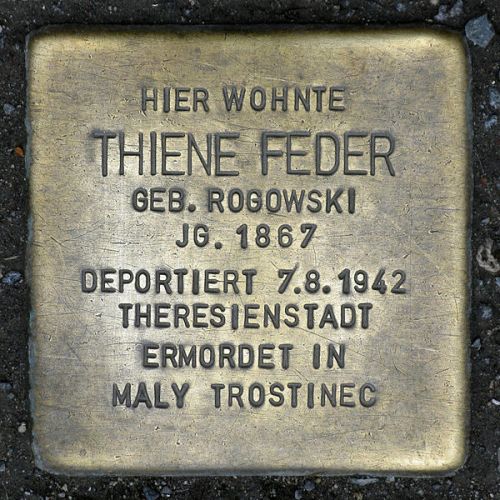 HIER WOHNTE
THIENE FEDER
GEB. ROGOWSKI
JG. 1867
DEPORTIERT 7.8.1942
THERESIENSTADT
ERMORDET IN
MALY TROSTINEC